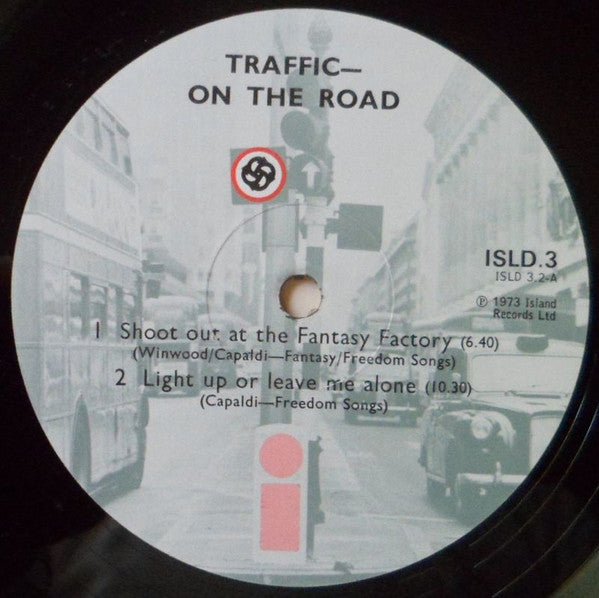 TRAFFIC—
ON THE ROAD
ISLD.3
ISLD 3.2-A
℗ 1973 Island
Records Ltd
1 Shoot out at the Fantasy Factory (6.40)
(Winwood/Capaldi—Fantasy/Freedom Songs)
2 Light up or leave me alone (10.30)
(Capaldi—Freedom Songs)
i